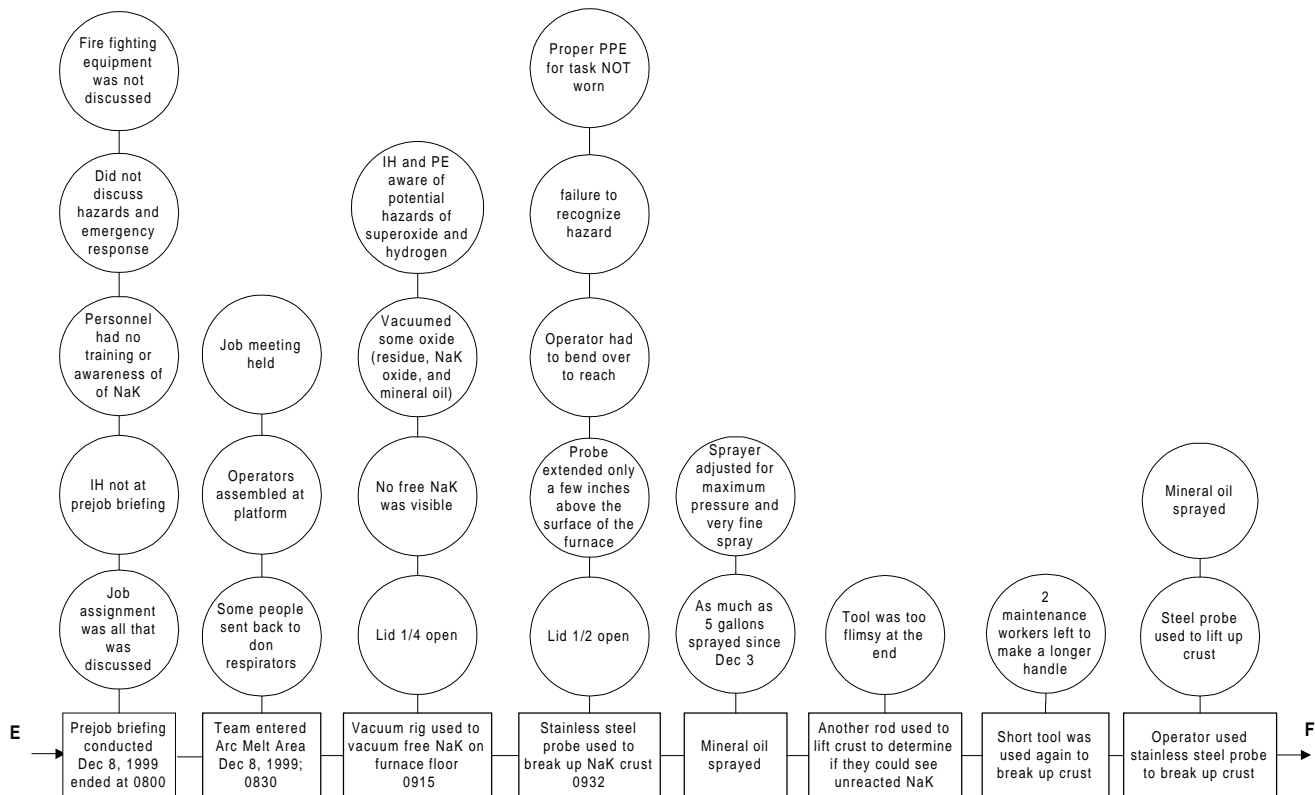 Fire fighting
equipment
was not
discussed
Did not
discuss
hazards and
emergency
response
Personnel
had no
training or
awareness of
of NaK
IH not at
prejob briefing
Job
assignment
was all that
was
discussed
E
Prejob briefing
conducted
Dec 8, 1999
ended at 0800
Job meeting
held
Operators
assembled at
platform
Some people
sent back to
don
respirators
Team entered
Arc Melt Area
Dec 8, 1999;
0830
IH and PE
aware of
potential
hazards of
superoxide and
hydrogen
Vacuumed
some oxide
(residue, NaK
oxide, and
mineral oil)
No free NaK
was visible
Lid 1/4 open
Vacuum rig used to
vacuum free NaK on
furnace floor
0915
Proper PPE
for task NOT
worn
failure to
recognize
hazard
Operator had
to bend over
to reach
Probe
extended only
a few inches
above the
surface of the
furnace
Lid 1/2 open
Stainless steel
probe used to
break up NaK crust
0932
Sprayer
adjusted for
maximum
pressure and
very fine
spray
As much as
5 gallons
sprayed since
Dec 3
Mineral oil
sprayed
Tool was too
flimsy at the
end
Another rod used to
lift crust to determine
if they could see
unreacted NaK
2
maintenance
workers left to
make a longer
handle
Short tool was
used again to
break up crust
Mineral oil
sprayed
Steel probe
used to lift up
crust
Operator used
stainless steel probe
to break up crust
F